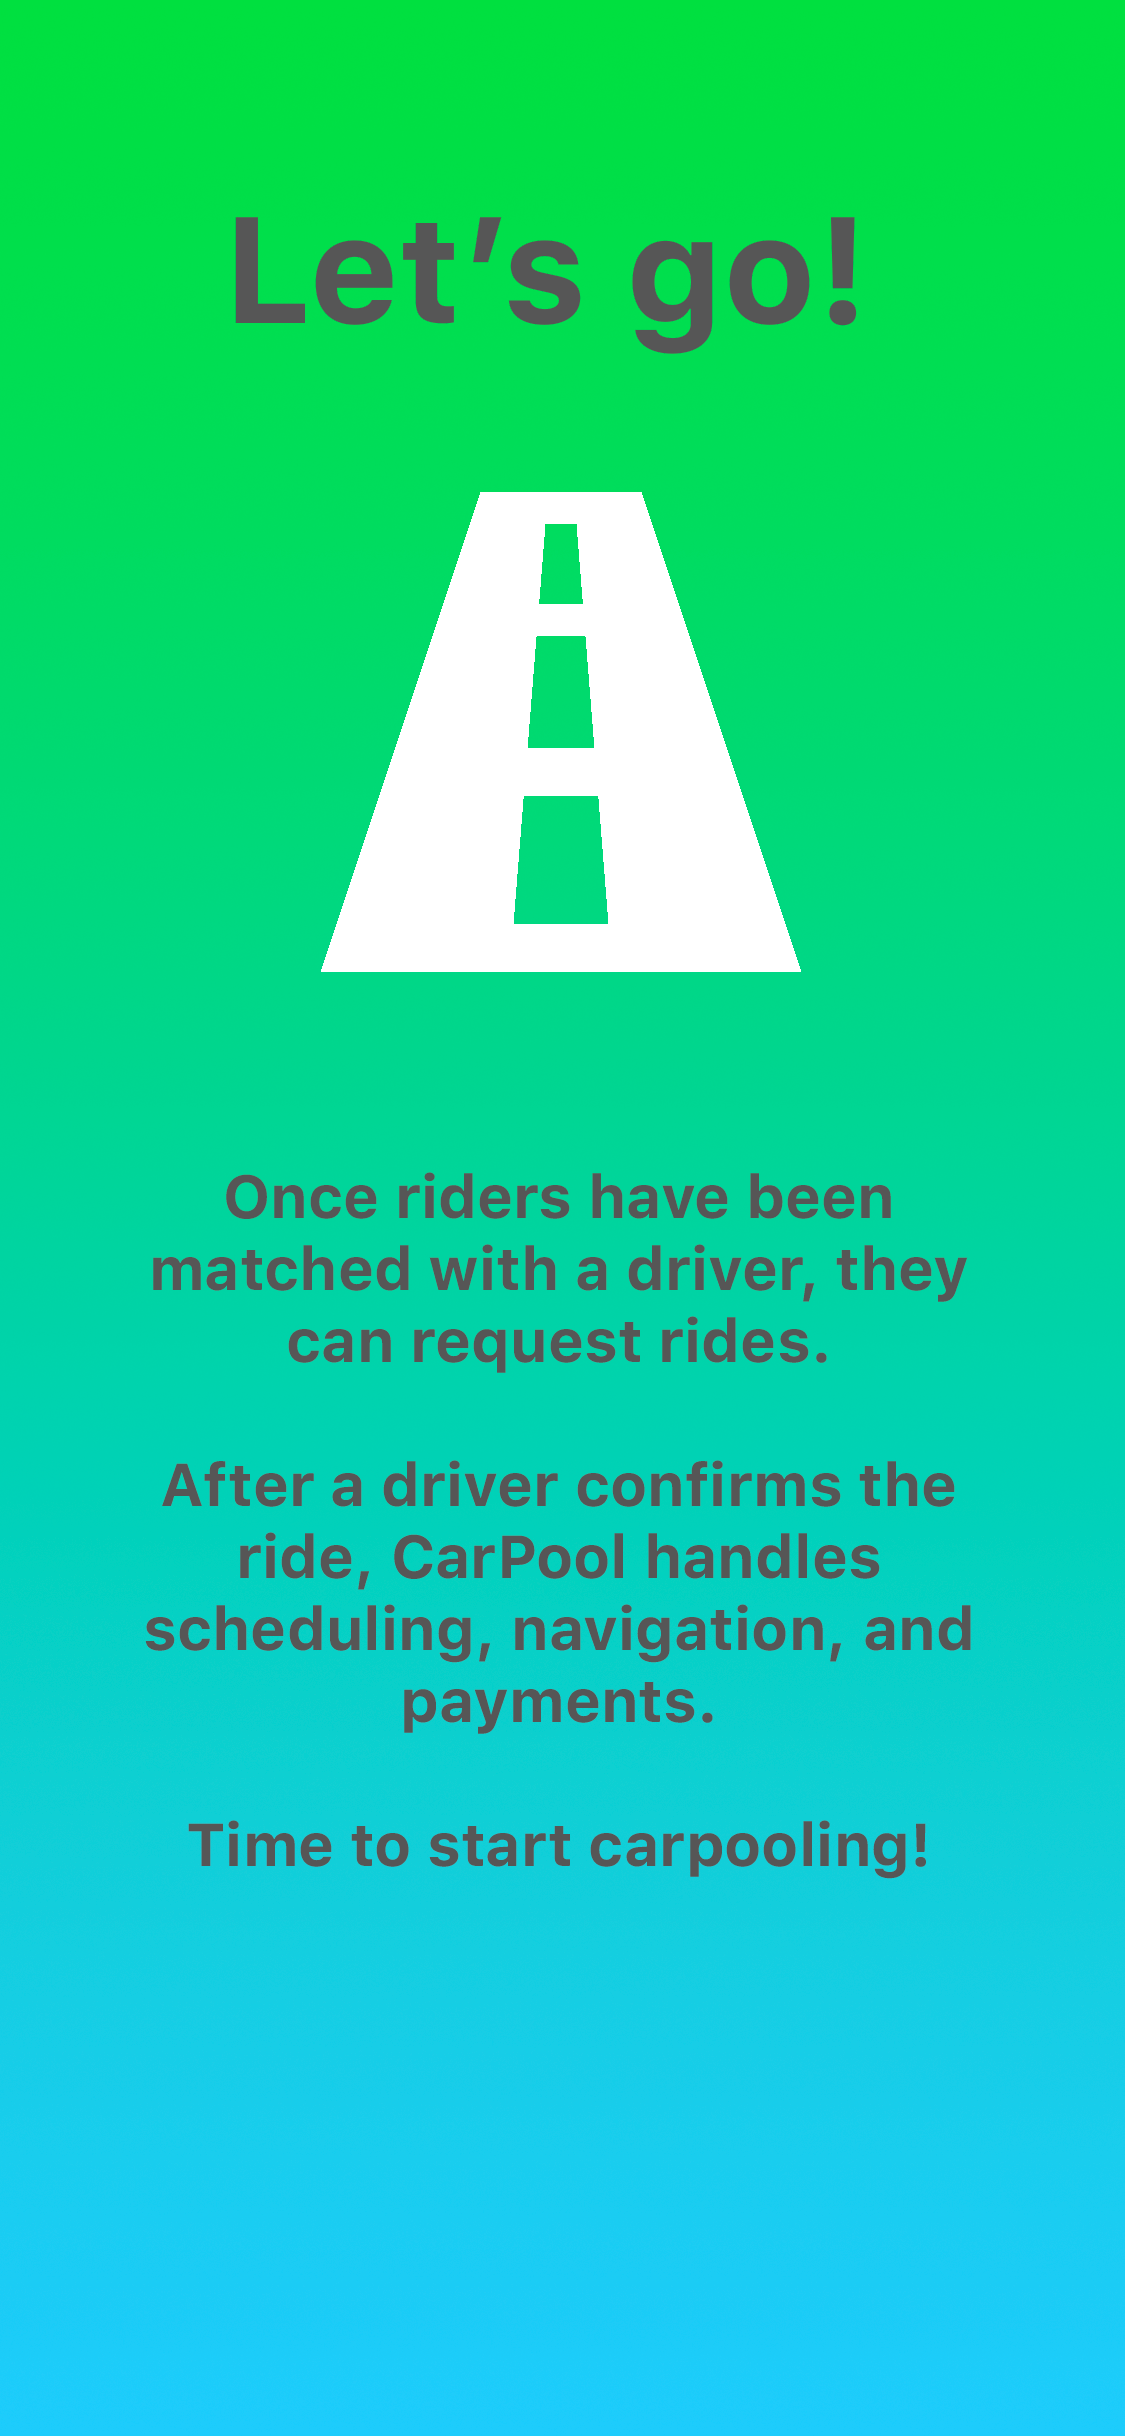 Let’s go!
Once riders have been
matched with a driver, they
can request rides.
After a driver confirms the
ride, CarPool handles
scheduling, navigation, and
payments.
Time to start carpooling!